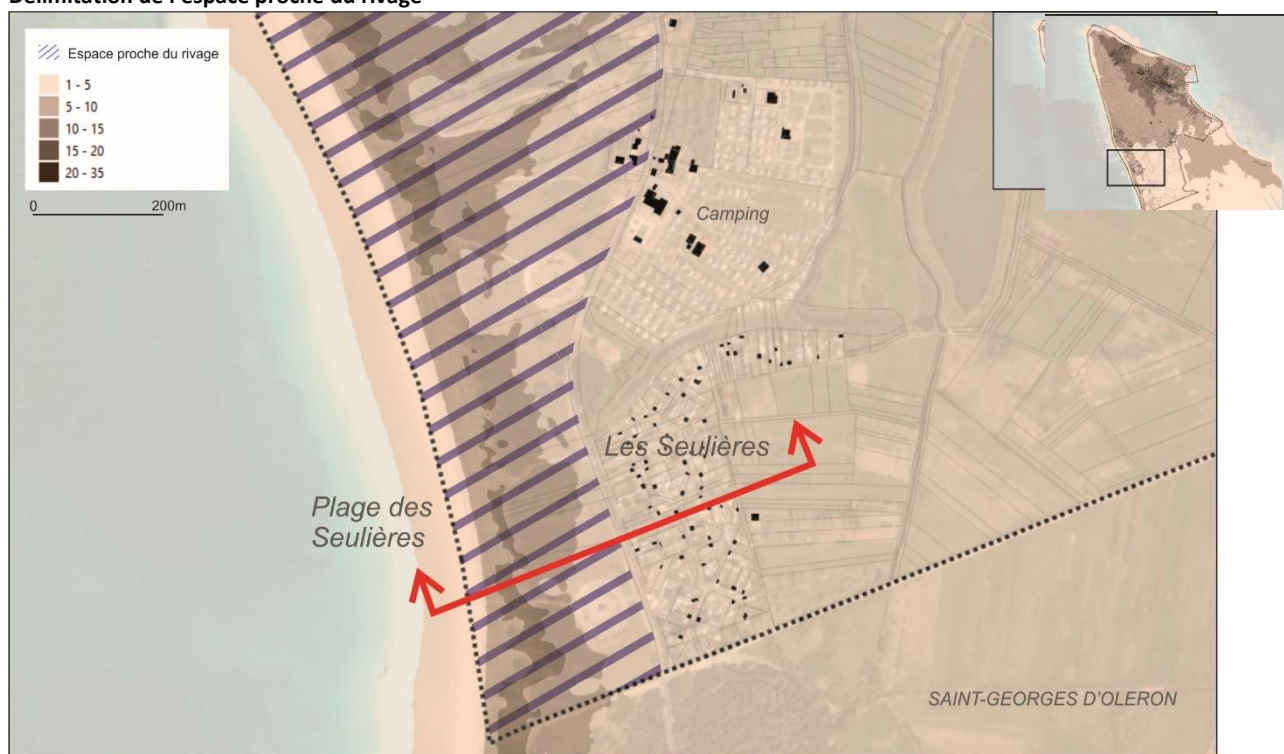 Délimitation de l'espace proche du rivage
Espace proche du rivage
1 - 5
5 - 10
10 - 15
15 - 20
20 - 35
0 200m
Camping
Les Seulières
Plage des
Seulières
SAINT-GEORGES D'OLERON